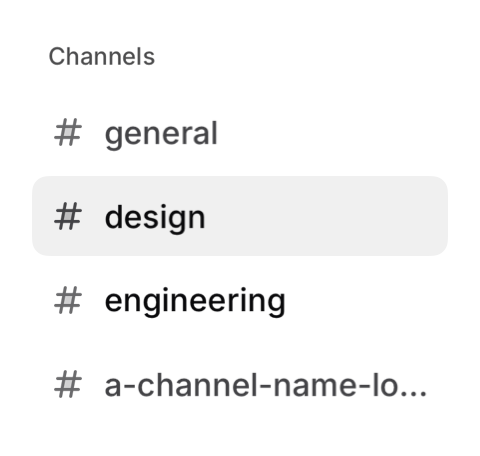 Channels
# general
# design
# engineering
# a-channel-name-lo...